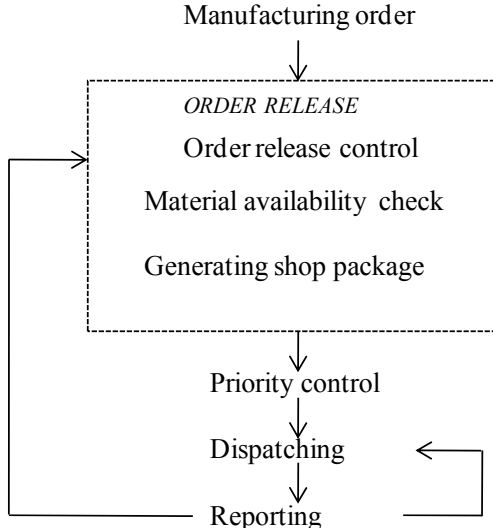 Manufacturing order
ORDER RELEASE
Order release control
Material availability check
Generating shop package
Priority control
Dispatching
Reporting